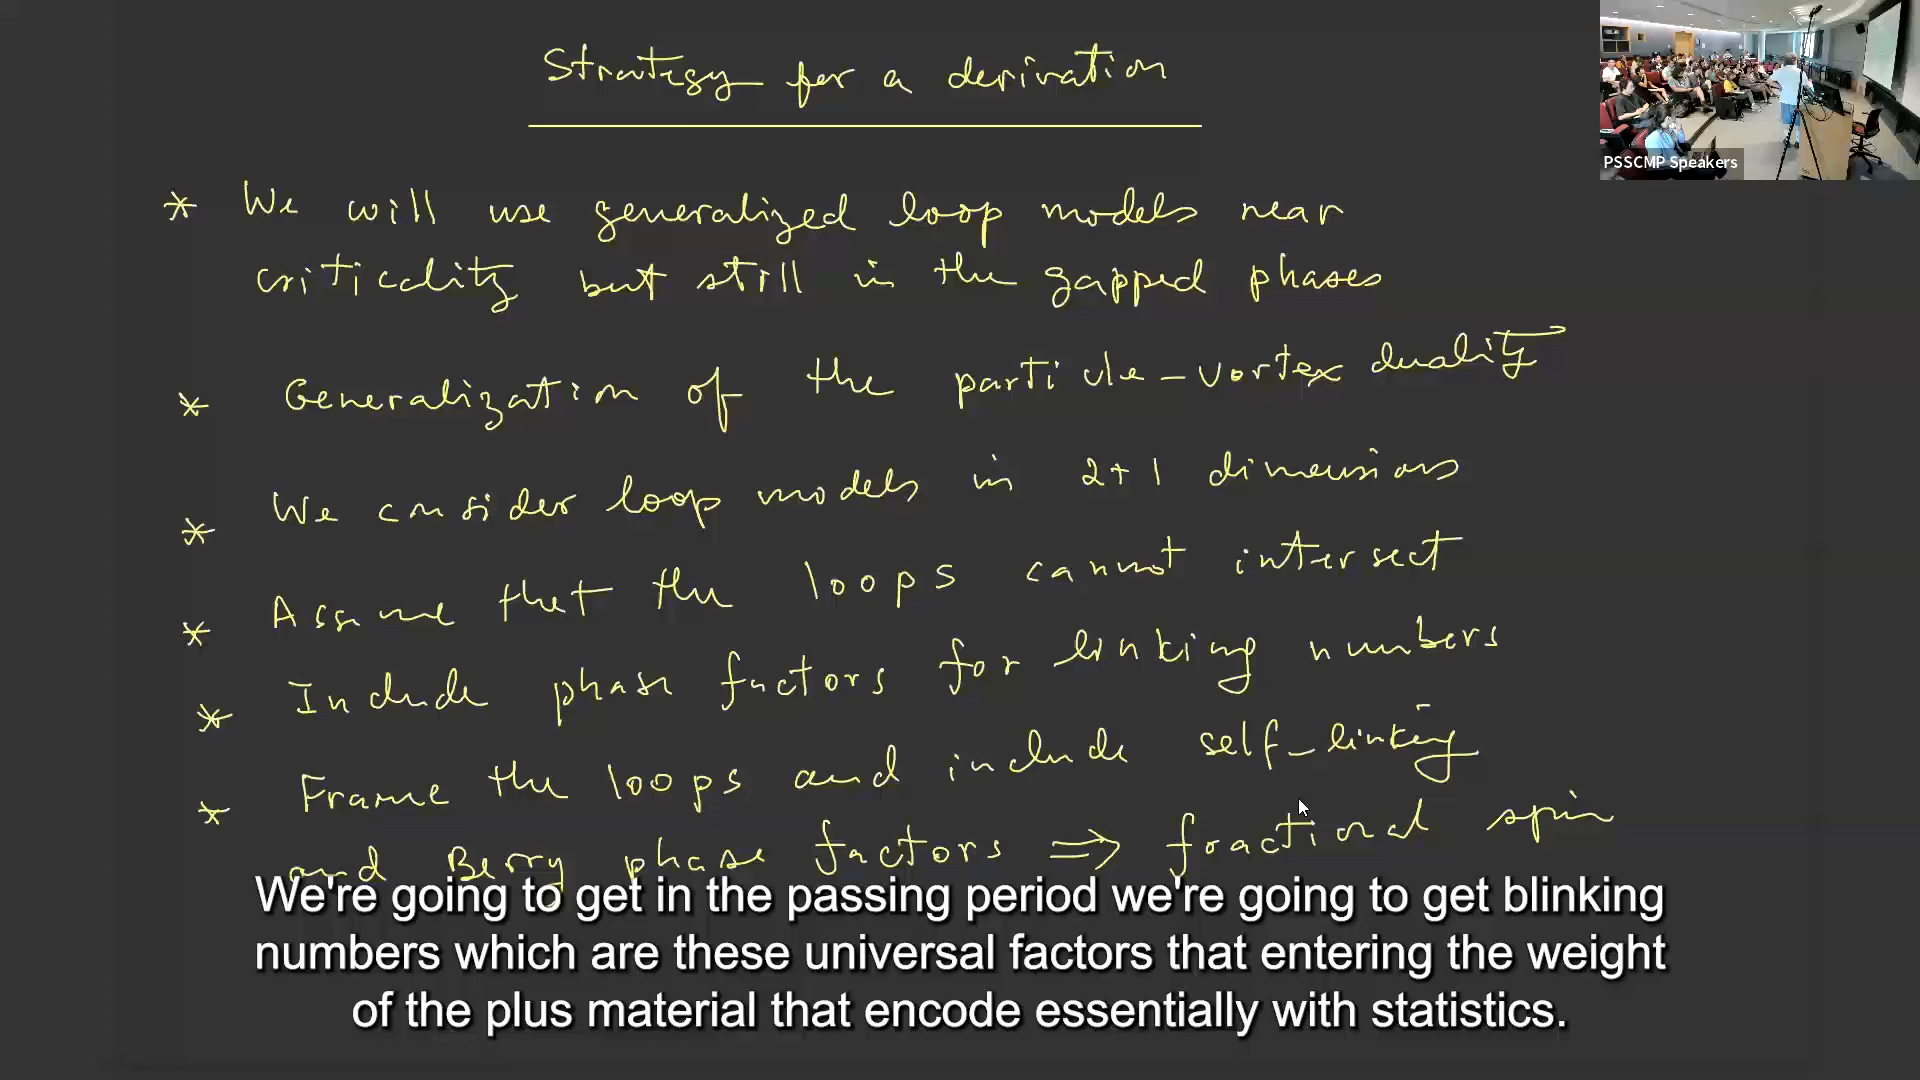 Strategy for a derivation
PSSCMP Speakers
* We will use generalized loop models near
criticality but still in the gapped phases
* Generalization of the particle-vortex duality
* We consider loop models in 2+1 dimensions
* Assume that the loops cannot intersect
* Include phase factors for linking numbers
* Frame the loops and include self-linking
and Berry phase factors ⇒ fractional spin
We're going to get in the passing period we're going to get blinking
numbers which are these universal factors that entering the weight
of the plus material that encode essentially with statistics.